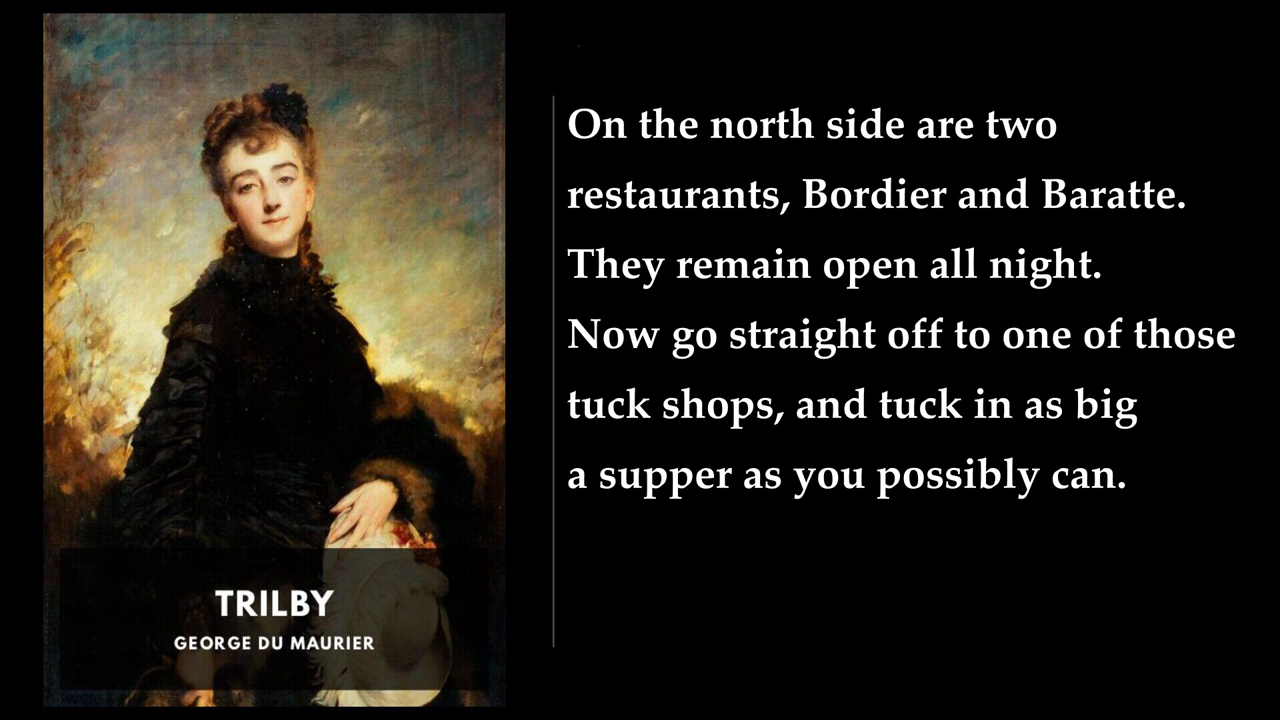 On the north side are two
restaurants, Bordier and Baratte.
They remain open all night.
Now go straight off to one of those
tuck shops, and tuck in as big
a supper as you possibly can.
TRILBY
GEORGE DU MAURIER